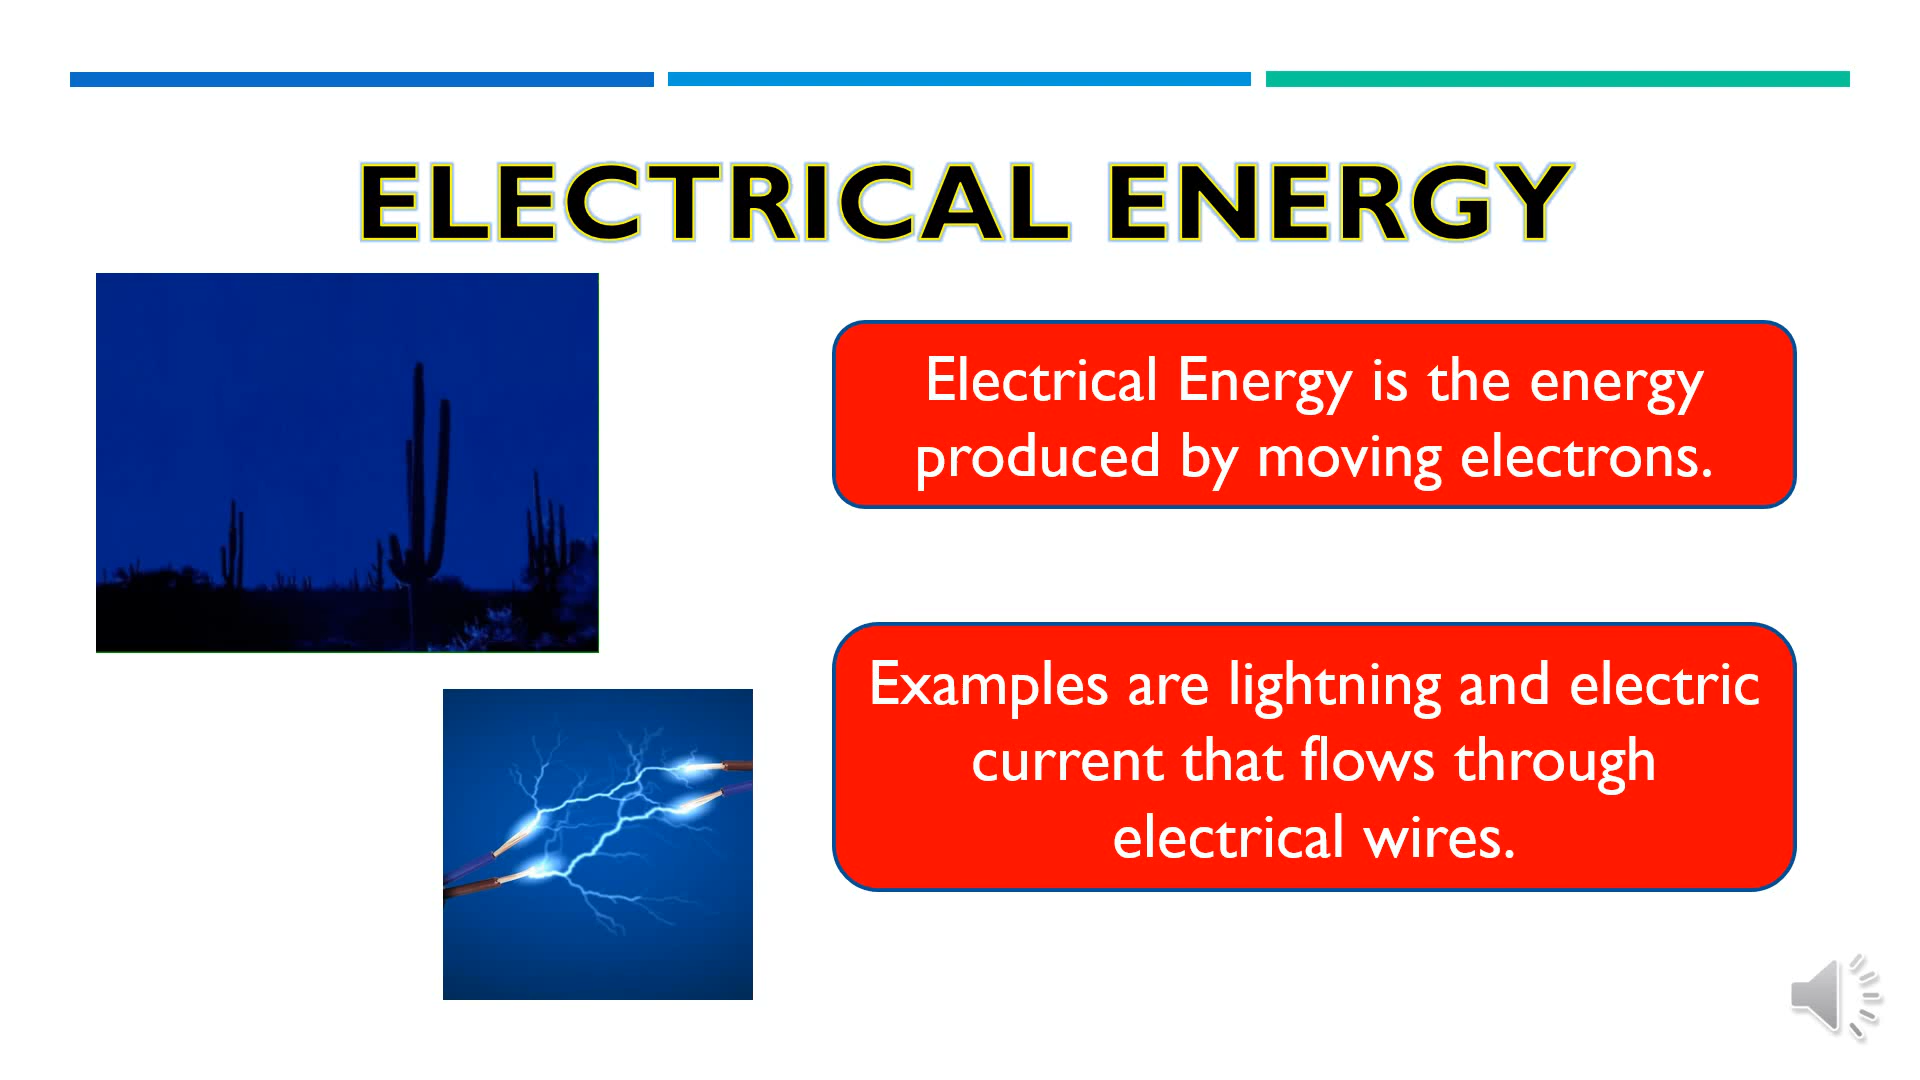 ELECTRICAL ENERGY
Electrical Energy is the energy
produced by moving electrons.
Examples are lightning and electric
current that flows through
electrical wires.